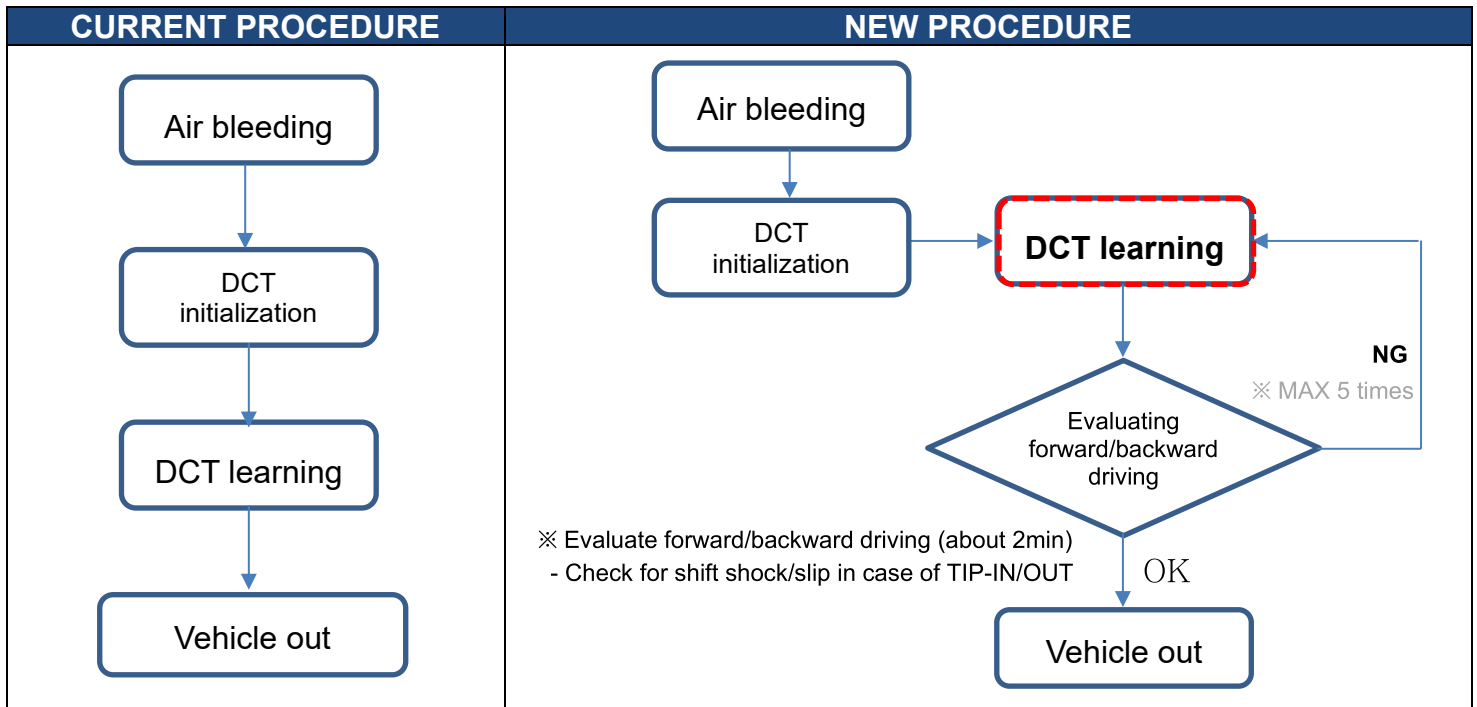 CURRENT PROCEDURE
Air bleeding
DCT
initialization
DCT learning
Vehicle out
NEW PROCEDURE
Air bleeding
DCT
initialization
DCT learning
NG
※ MAX 5 times
Evaluating
forward/backward
driving
※ Evaluate forward/backward driving (about 2min)
- Check for shift shock/slip in case of TIP-IN/OUT
OK
Vehicle out